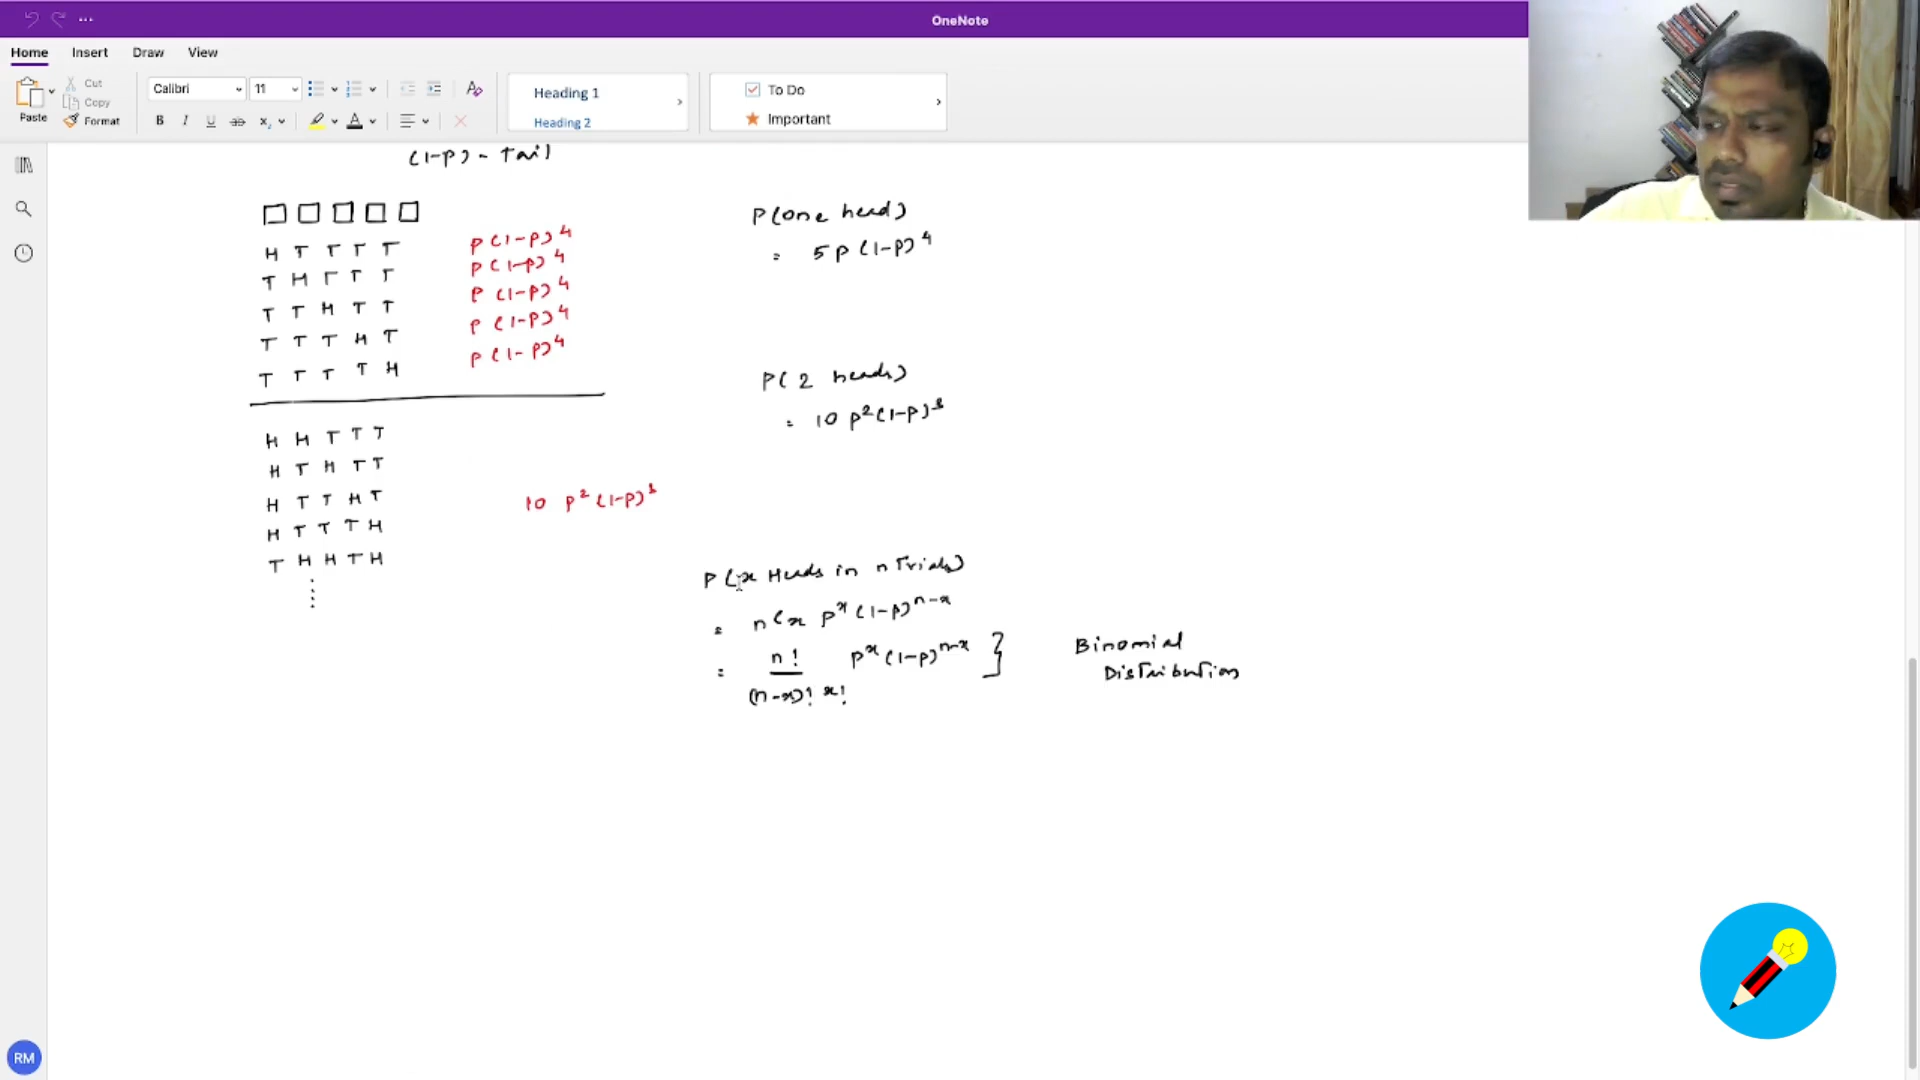 OneNote
Home Insert Draw View
Paste
Cut
Copy
Format
Calibri 11
B I U ab x
A
Heading 1
Heading 2
To Do
Important
(1-p) - Tail
H T T T T p(1-p)^4
T H T T T p(1-p)^4
T T H T T p(1-p)^4
T T T H T p(1-p)^4
T T T T H p(1-p)^4
P(one head)
= 5p(1-p)^4
P(2 heads)
= 10 p^2(1-p)^3
H H T T T
H T H T T
H T T H T
H T T T H
T H H T H
10 p^2(1-p)^3
P(x Heads in n Trials)
= nCx p^x(1-p)^n-x
= n!/(n-x)! x! p^x(1-p)^n-x }
Binomial
Distribution
RM